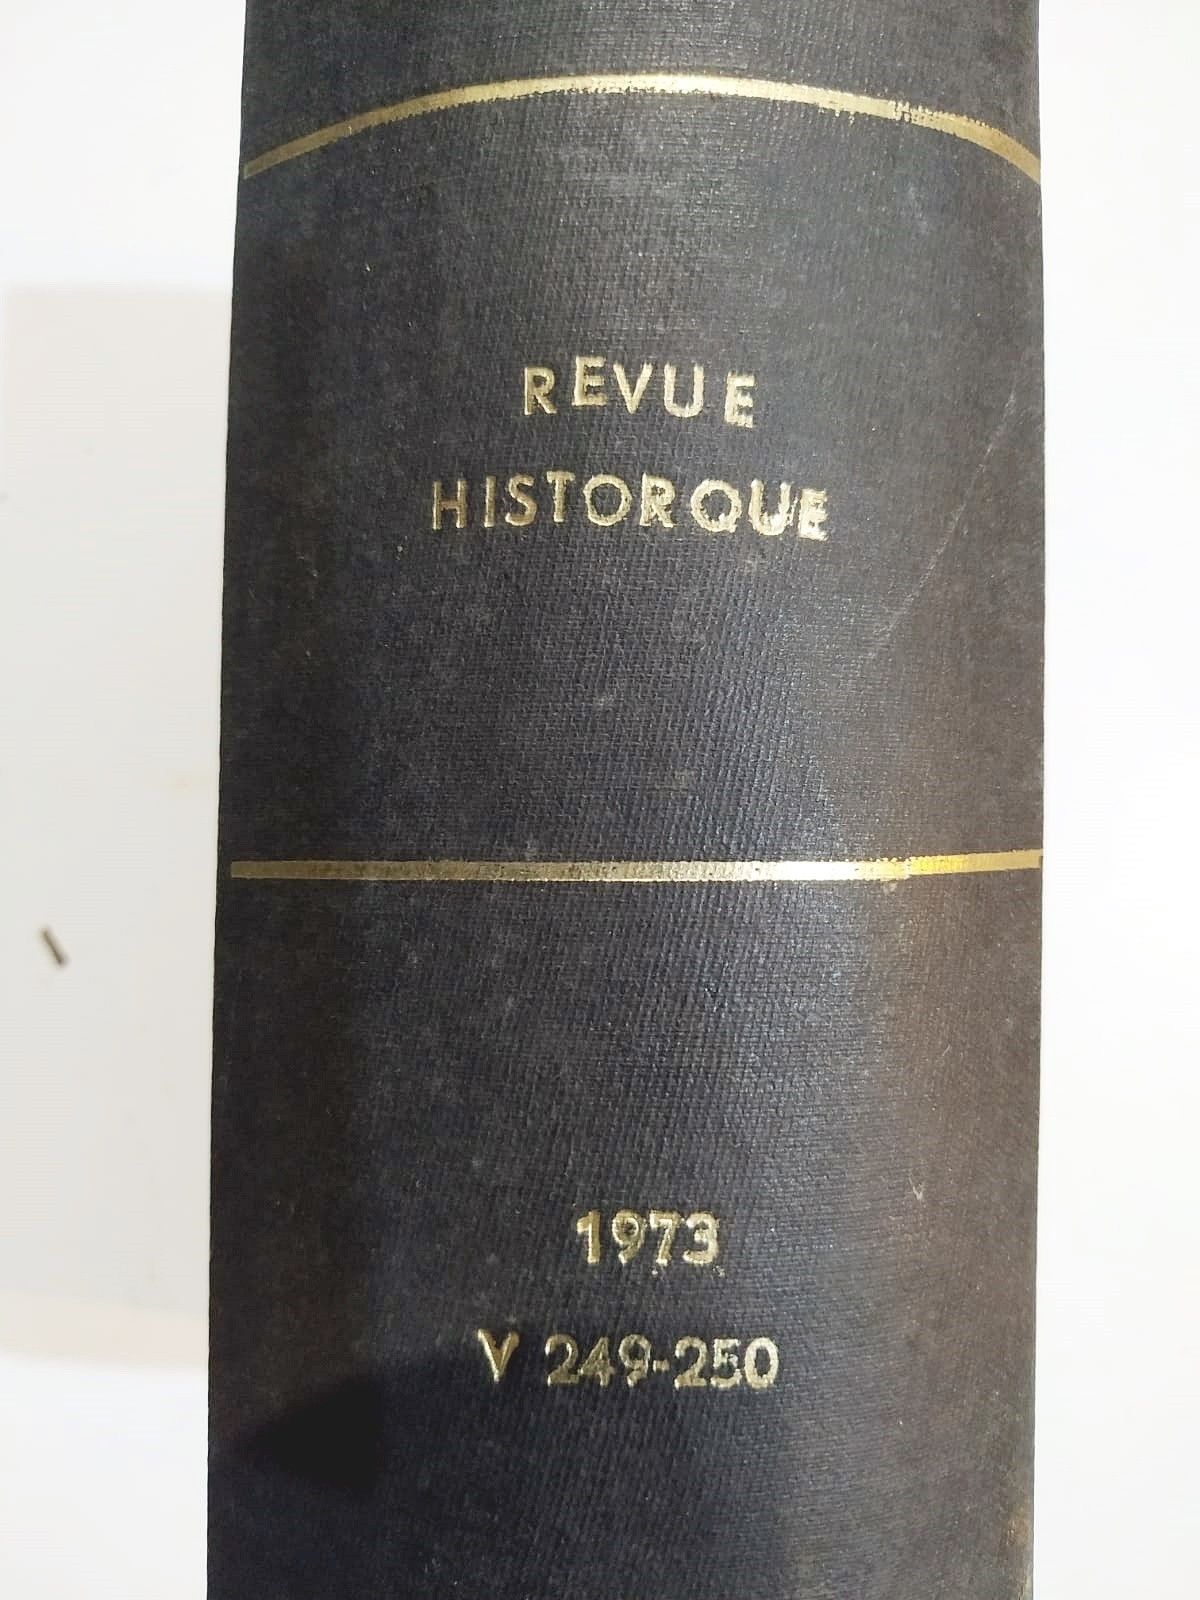 REVUE
HISTORQUE
1973
V 249-250